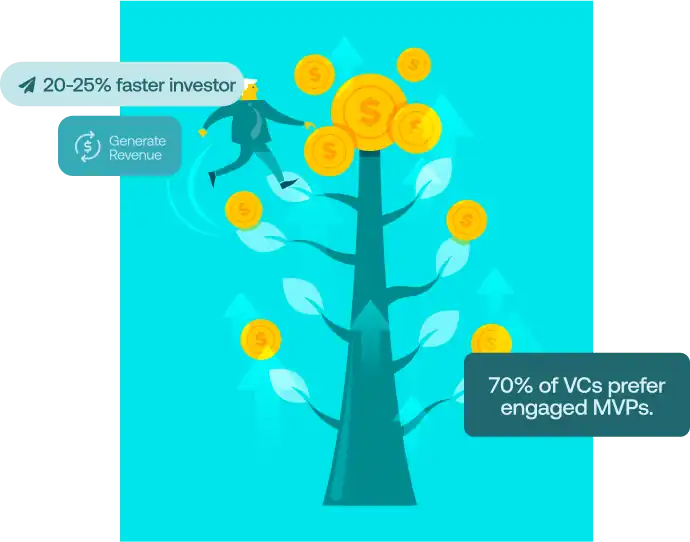 20-25% faster investor
Generate
Revenue
70% of VCs prefer
engaged MVPs.